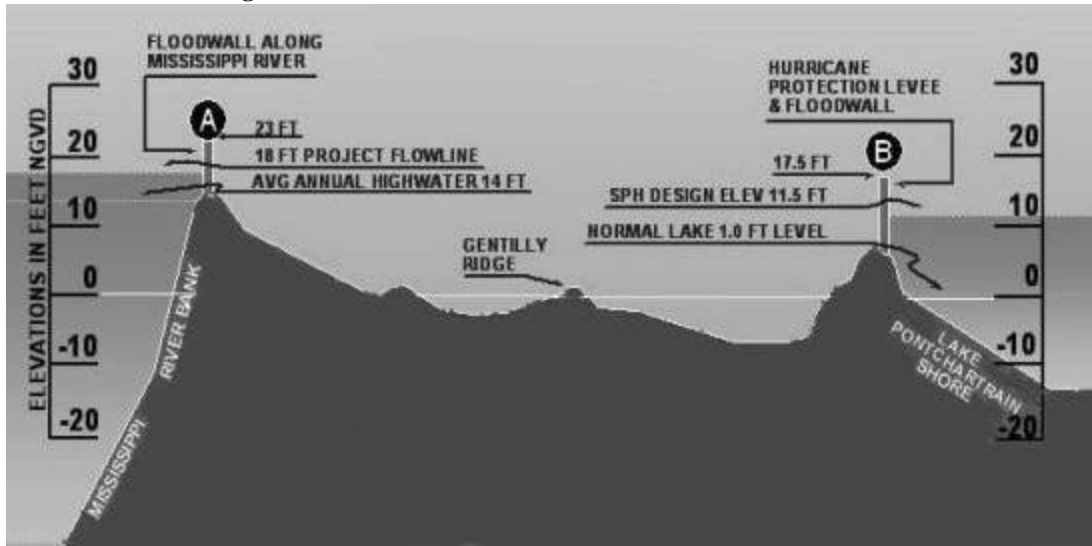 FLOODWALL ALONG
MISSISSIPPI RIVER
30
20
10
0
-10
-20
ELEVATIONS IN FEET NGVD
A
23 FT
18 FT PROJECT FLOWLINE
AVG ANNUAL HIGHWATER 14 FT
GENTILLY
RIDGE
HURRICANE
PROTECTION LEVEE
& FLOODWALL
B
17.5 FT
SPH DESIGN ELEV 11.5 FT
NORMAL LAKE 1.0 FT LEVEL
30
20
10
0
-10
-20
MISSISSIPPI RIVER BANK
LAKE
PONTCHARTRAIN
SHORE